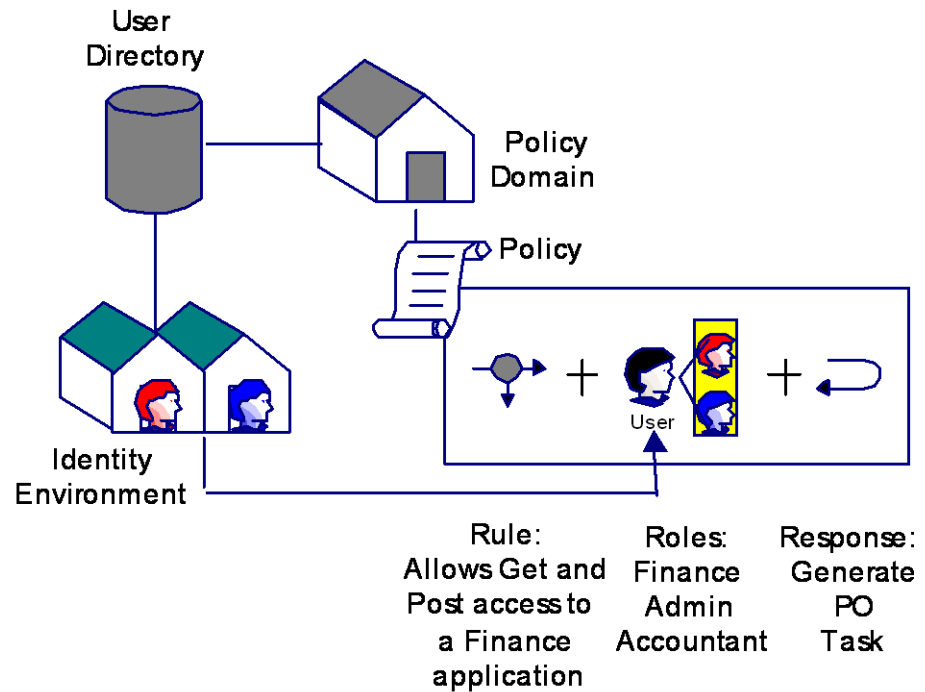 User
Directory
Policy
Domain
Policy
User
Identity
Environment
Rule:
Allows Get and
Post access to
a Finance
application
Roles:
Finance
Admin
Accountant
Response:
Generate
PO
Task